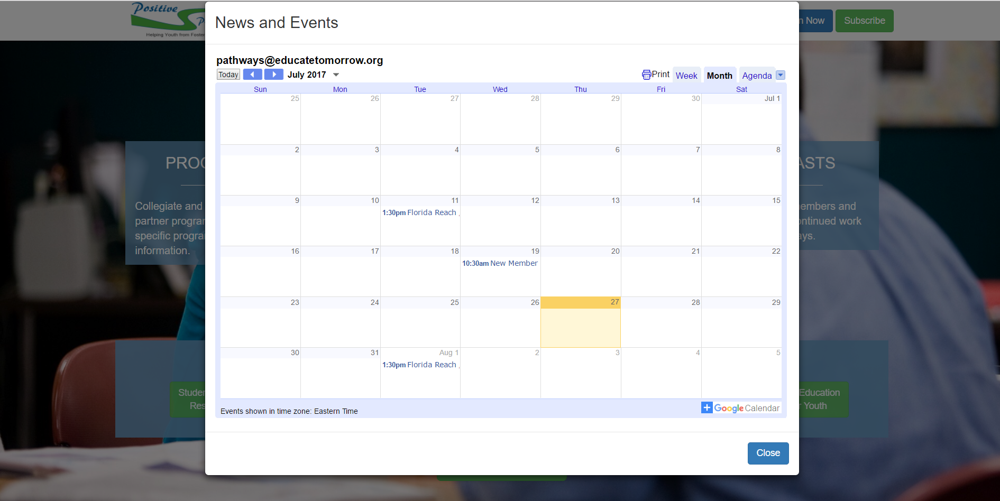 Positive
P
Helping Youth from Foster
News and Events
n Now
Subscribe
pathways@educatetomorrow.org
Today
July 2017
Print
Week
Month
Agenda
Sun Mon Tue Wed Thu Fri Sat
25 26 27 28 29 30 Jul 1
2 3 4 5 6 7 8
9 10 11 12 13 14 15
1:30pm Florida Reach
16 17 18 19 20 21 22
10:30am New Member
23 24 25 26 27 28 29
30 31 Aug 1 2 3 4 5
1:30pm Florida Reach
Events shown in time zone: Eastern Time
Google Calendar
Close
PROG
Collegiate and
partner program
specific progra
information.
ASTS
embers and
ontinued work
ays.
Studen
Res
Education
r Youth